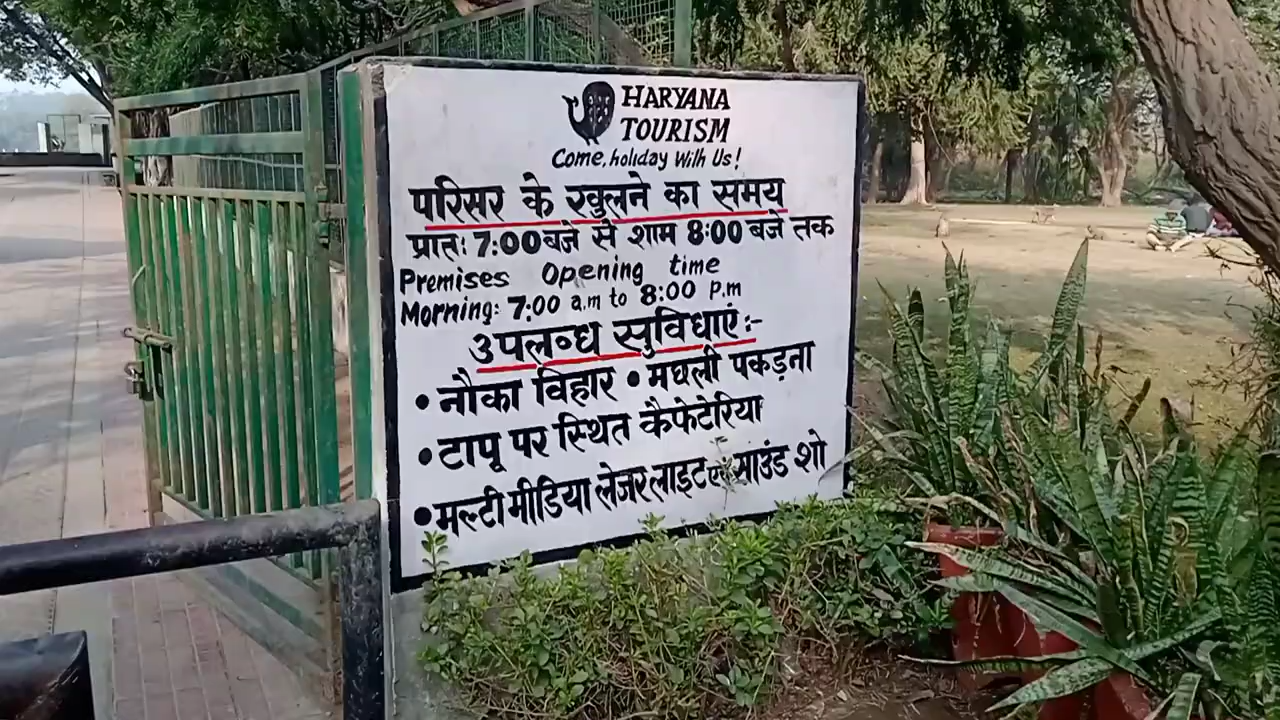 HARYANA
TOURISM
Come, holiday With Us!
परिसर के खुलने का समय
प्रातः 7:00 बजे से शाम 8:00 बजे तक
Premises Opening time
Morning: 7:00 a.m to 8:00 p.m
उपलब्ध सुविधाएं :-
• नौका विहार • मछली पकड़ना
• टापू पर स्थित कैफेटेरिया
• मल्टी मीडिया लेजर लाइट एवं साउंड शो